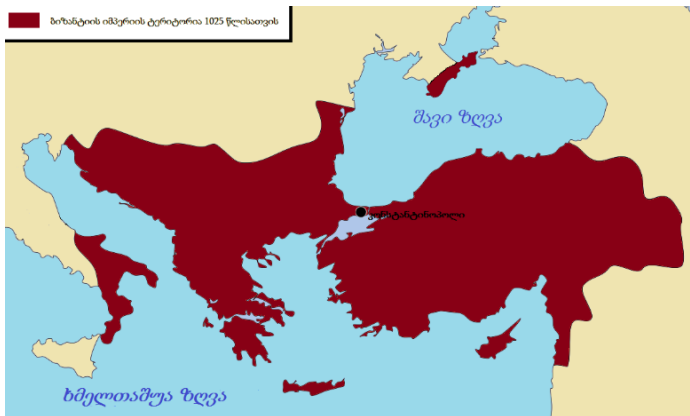 ბიზანტიის იმპერიის ტერიტორია 1025 წლისათვის
შავი ზღვა
კონსტანტინოპოლი
ხმელთაშუა ზღვა